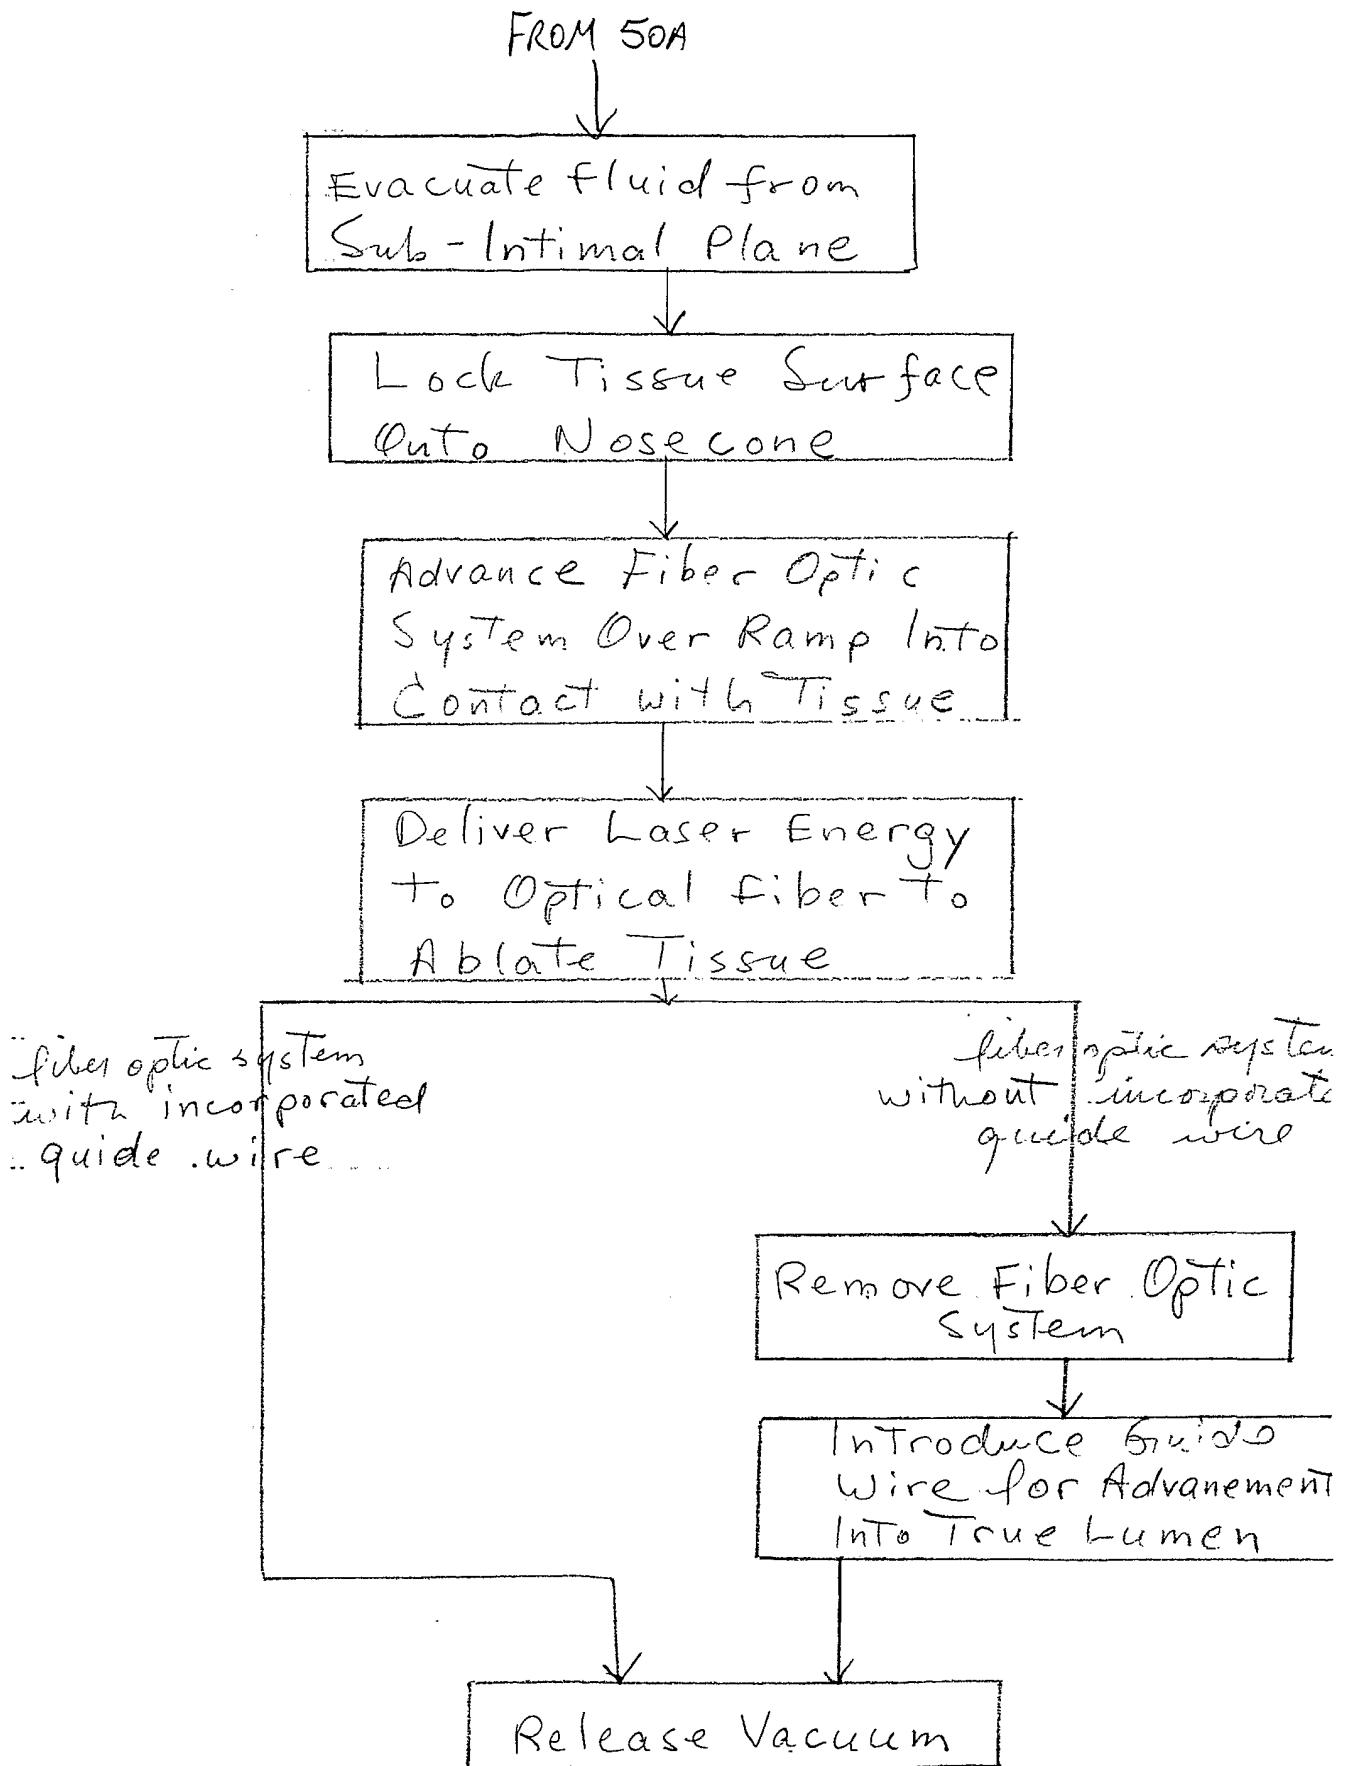 FROM 50A
Evacuate Fluid from
Sub-Intimal Plane
Lock Tissue Surface
Onto Nosecone
Advance Fiber Optic
System Over Ramp Into
Contact with Tissue
Deliver Laser Energy
To Optical Fiber To
Ablate Tissue
fiber optic system
with incorporated
guide wire
fiber optic system
without incorporate
guide wire
Remove Fiber Optic
System
Introduce Guide
Wire for Advanement
Into True Lumen
Release Vacuum